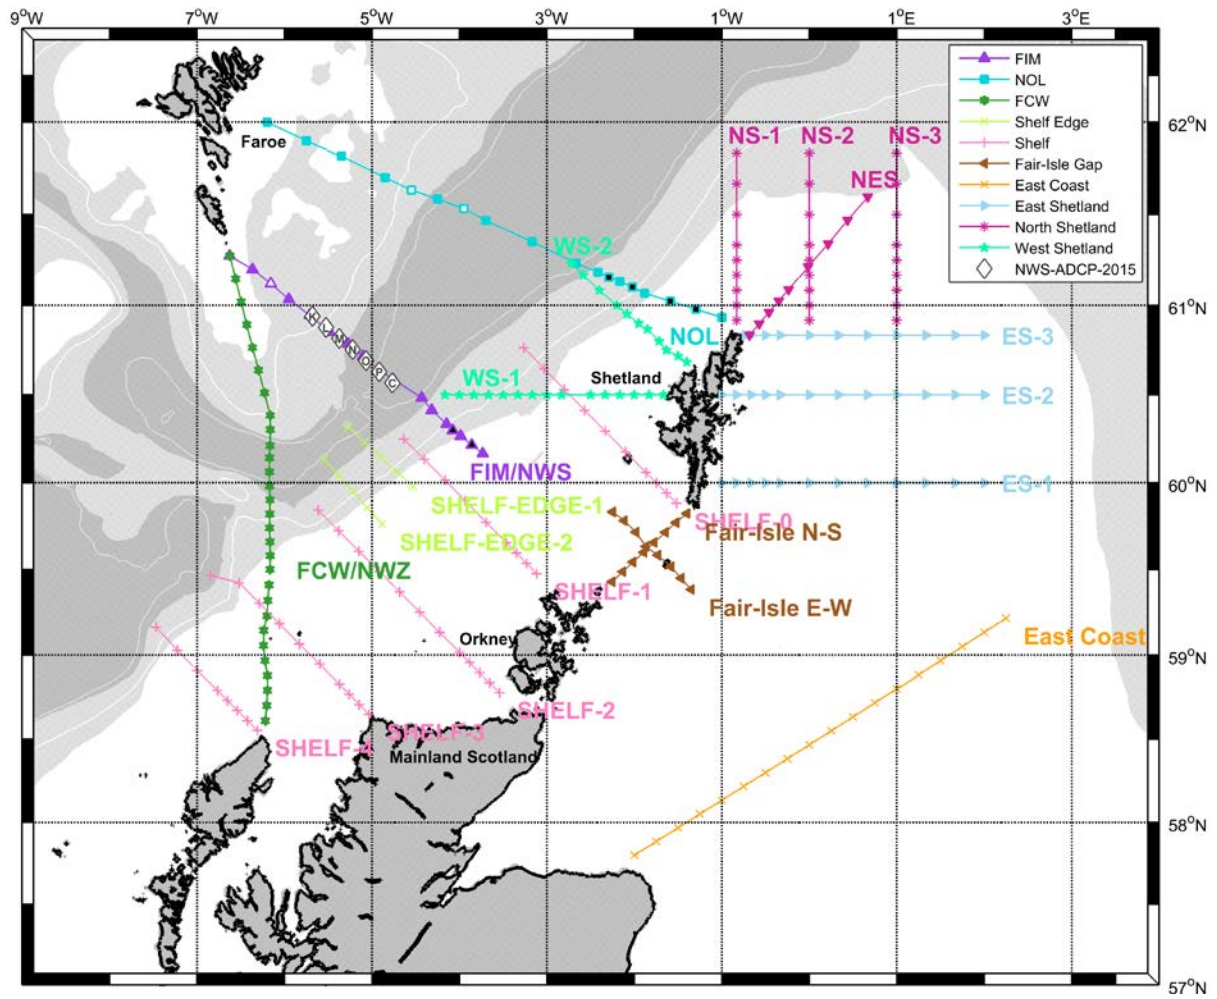 9°W 7°W 5°W 3°W 1°W 1°E 3°E
FIM
NOL
FCW
Shelf Edge
Shelf
Fair-Isle Gap
East Coast
East Shetland
North Shetland
West Shetland
NWS-ADCP-2015
62°N
NS-1 NS-2 NS-3
Faroe
NES
WS-2
61°N
K
L
M
N
O
P
C
NOL
ES-3
WS-1
Shetland
ES-2
FIM/NWS
60°N
ES-1
SHELF-EDGE-1
SHELF-0
Fair-Isle N-S
SHELF-EDGE-2
FCW/NWZ
SHELF-1
Fair-Isle E-W
Orkney
East Coast
59°N
SHELF-2
SHELF-3
SHELF-4
Mainland Scotland
58°N
57°N